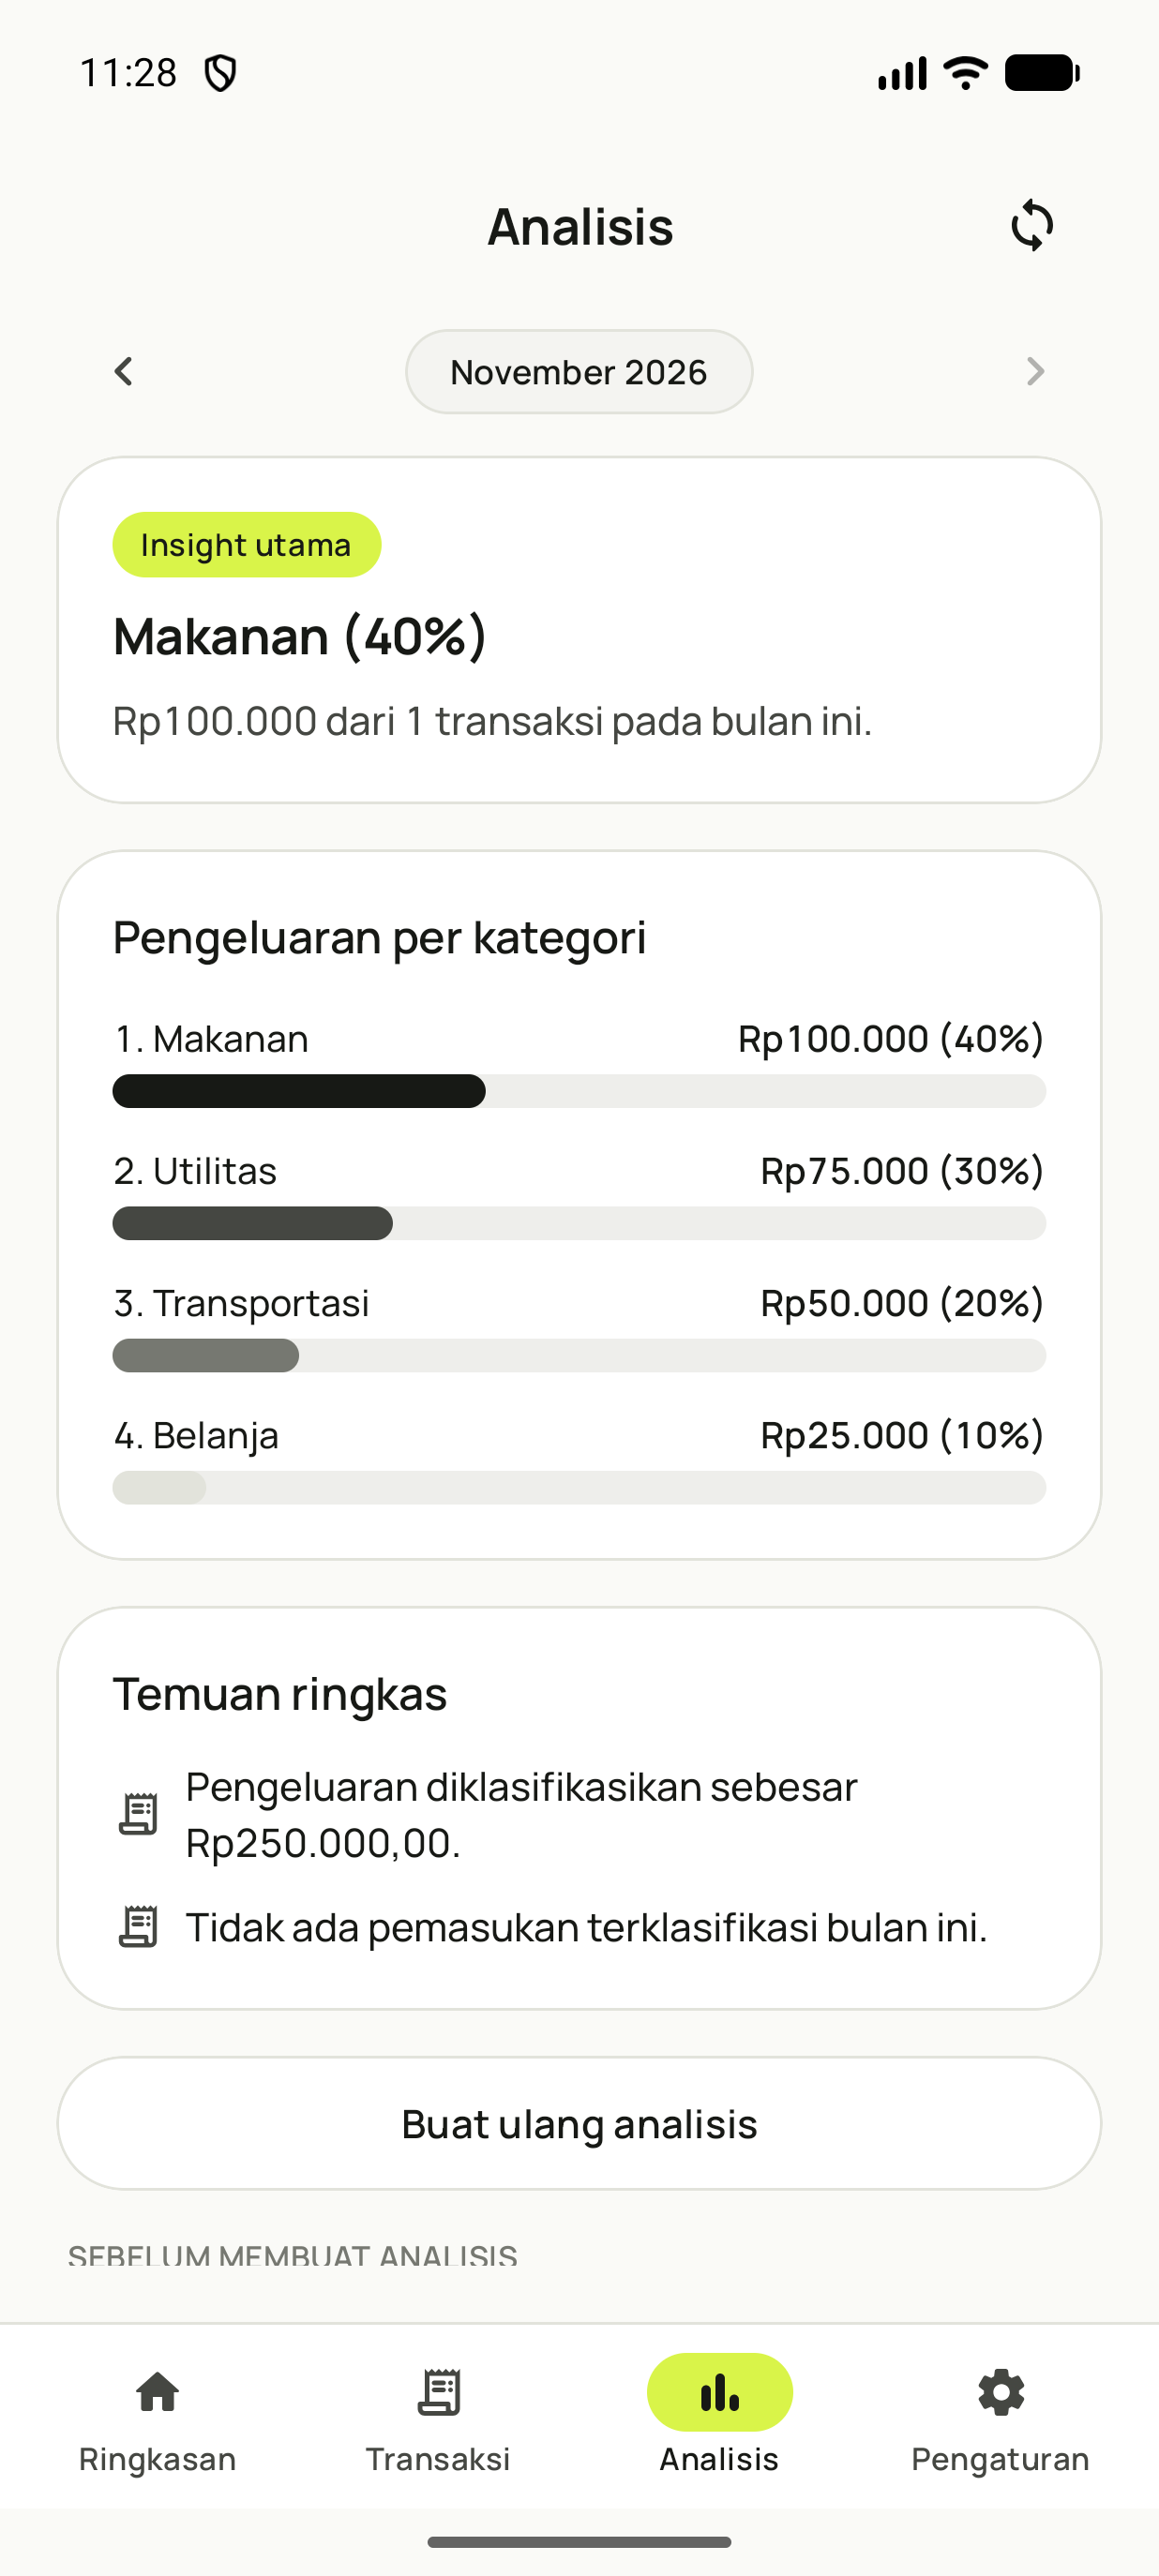 11:28
Analisis
November 2026
Insight utama
Makanan (40%)
Rp100.000 dari 1 transaksi pada bulan ini.
Pengeluaran per kategori
1. Makanan Rp100.000 (40%)
2. Utilitas Rp75.000 (30%)
3. Transportasi Rp50.000 (20%)
4. Belanja Rp25.000 (10%)
Temuan ringkas
Pengeluaran diklasifikasikan sebesar
Rp250.000,00.
Tidak ada pemasukan terklasifikasi bulan ini.
Buat ulang analisis
SEBELUM MEMBUAT ANALISIS
Ringkasan Transaksi Analisis Pengaturan